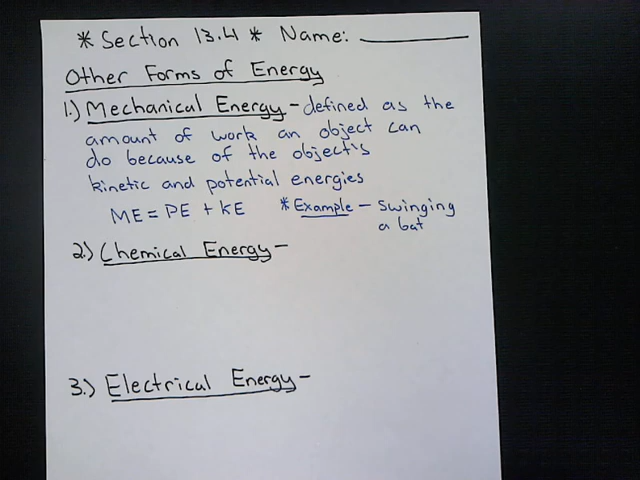 * Section 13.4 * Name: ____________
Other Forms of Energy
1.) Mechanical Energy - defined as the
amount of work an object can
do because of the object's
kinetic and potential energies
ME = PE + KE * Example - Swinging
a bat
2.) Chemical Energy -
3.) Electrical Energy -